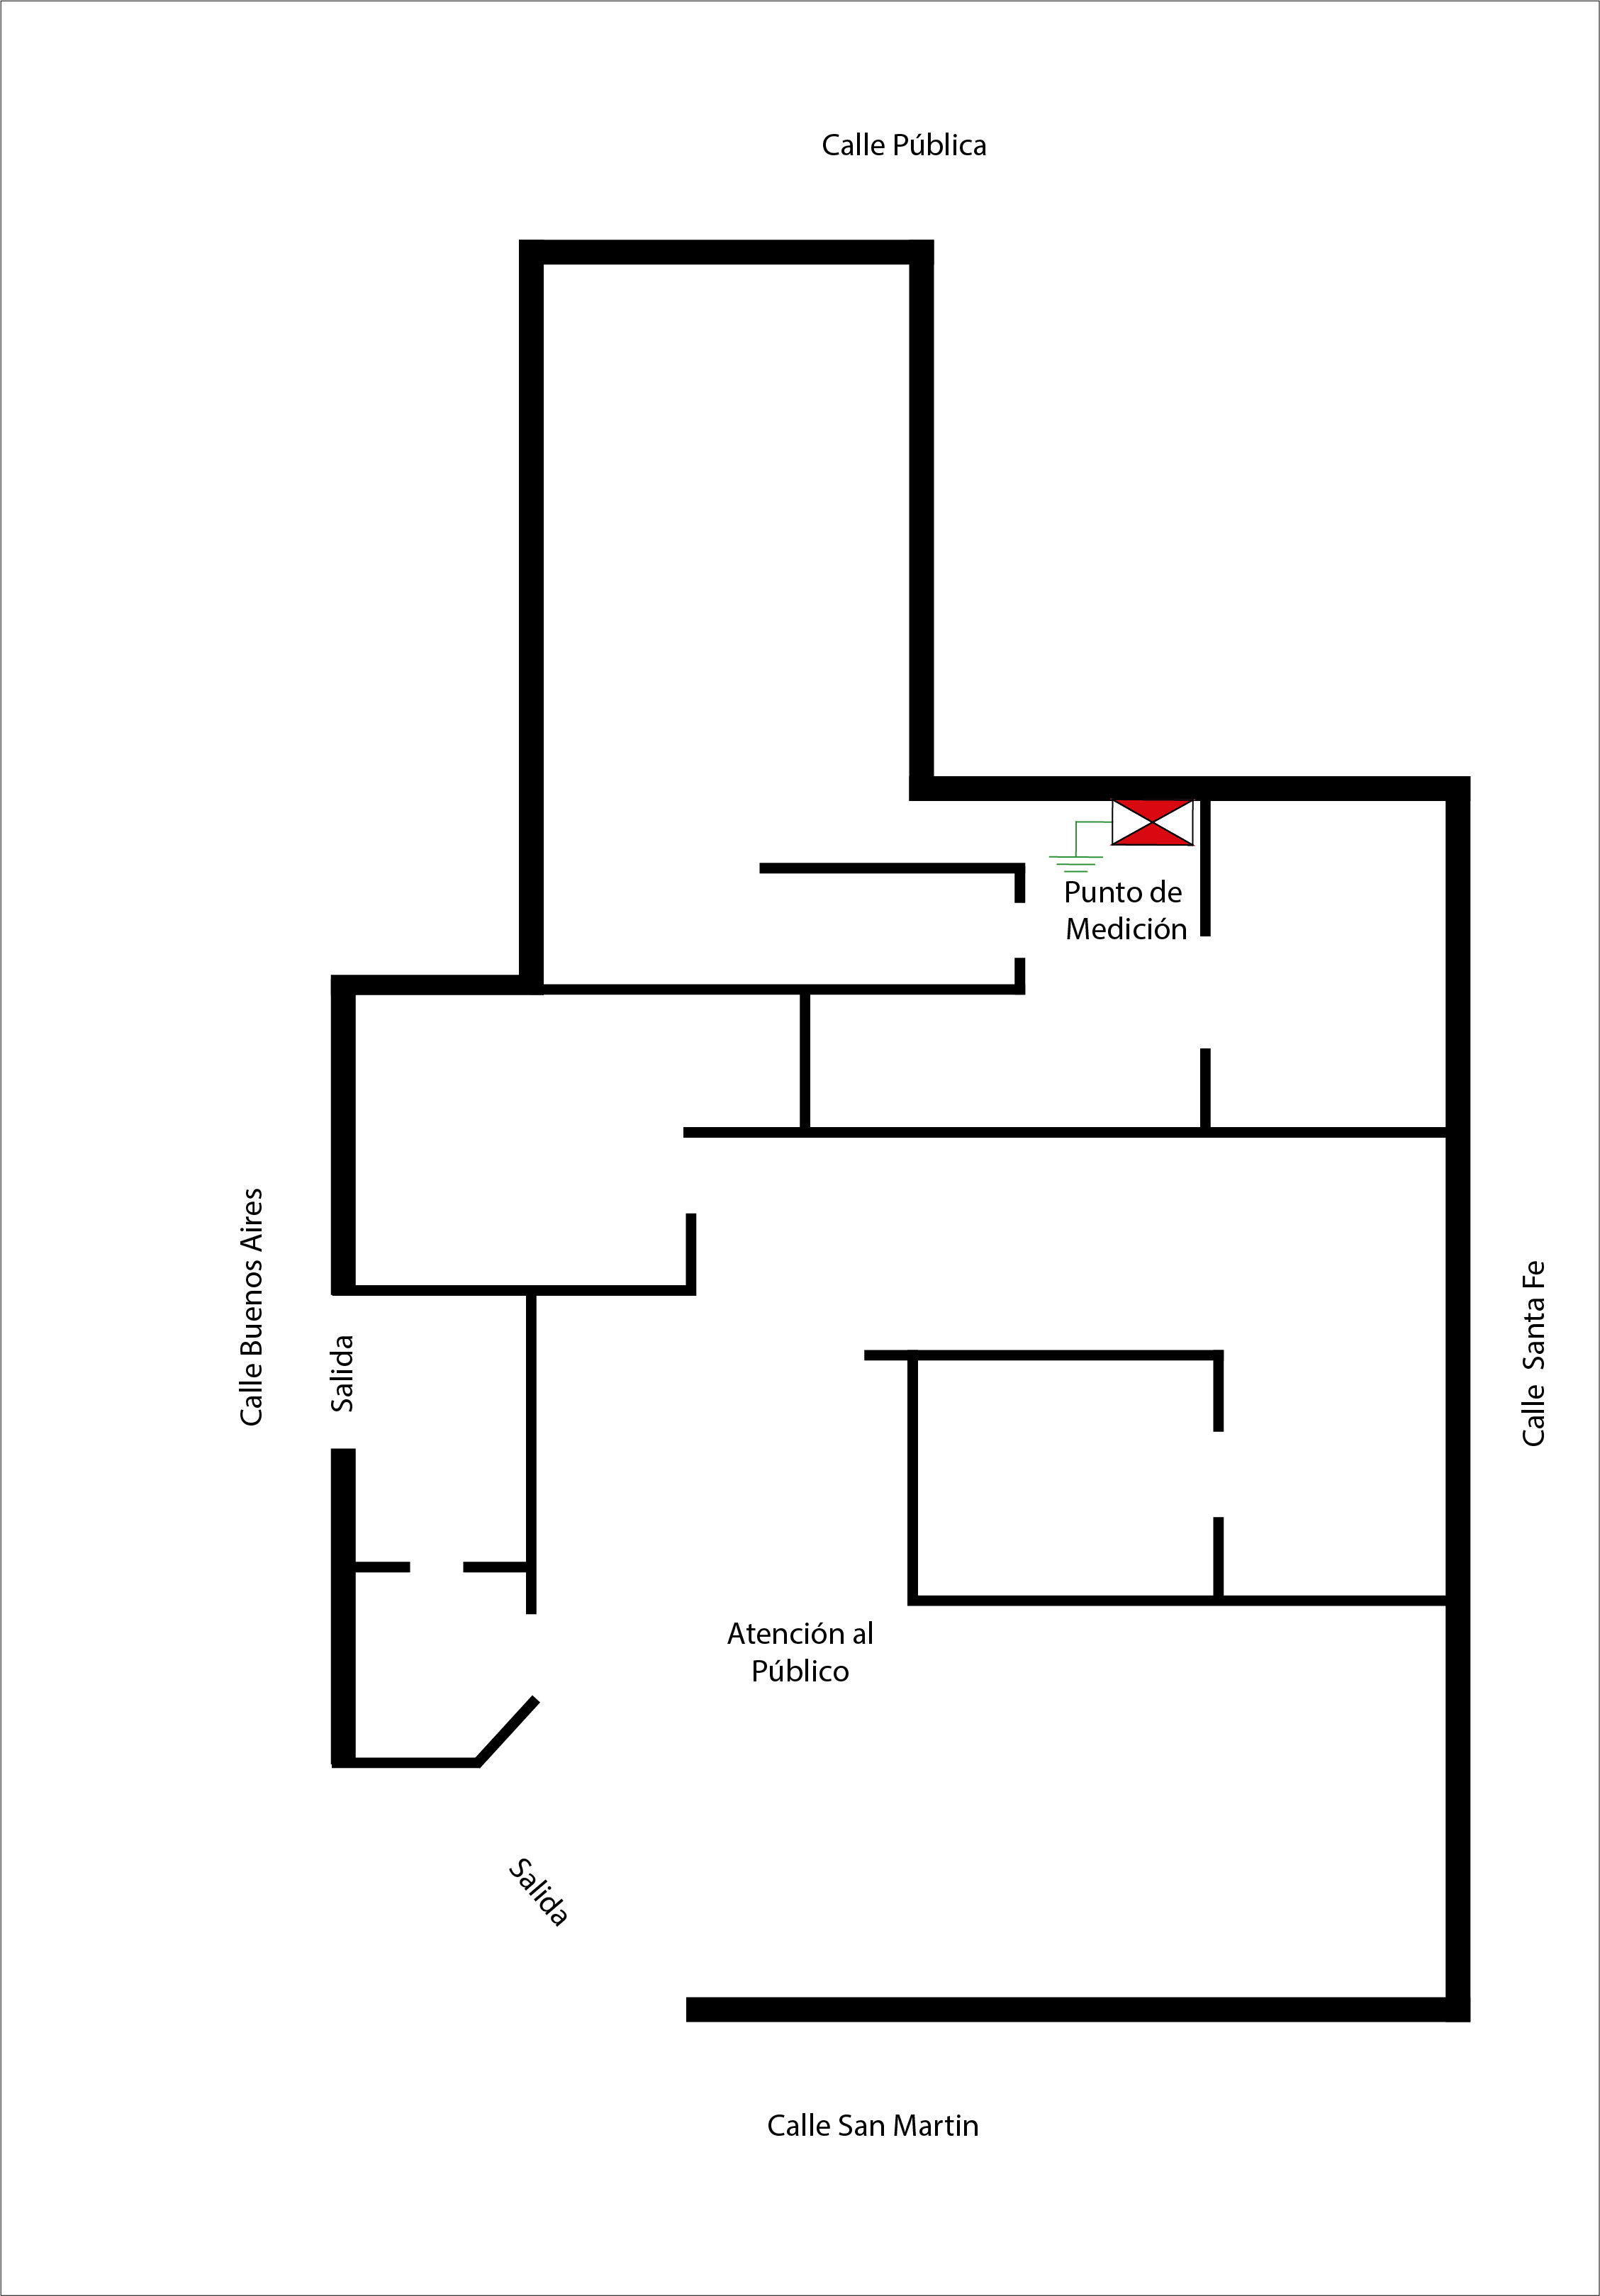 Calle Pública
Punto de
Medición
Calle Buenos Aires
Salida
Calle  Santa Fe
Atención al
Público
Salida
Calle San Martin